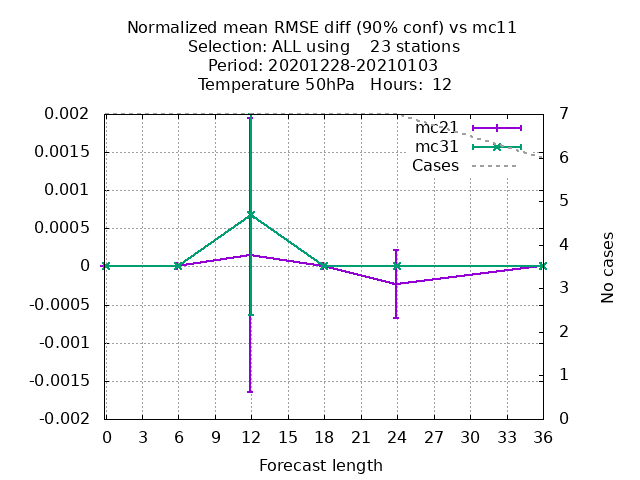 Normalized mean RMSE diff (90% conf) vs mc11
Selection: ALL using    23 stations
Period: 20201228-20210103
Temperature 50hPa   Hours:  12
mc21
mc31
Cases
0.002
0.0015
0.001
0.0005
0
-0.0005
-0.001
-0.0015
-0.002
7
6
5
4
3
2
1
0
No cases
0 3 6 9 12 15 18 21 24 27 30 33 36
Forecast length